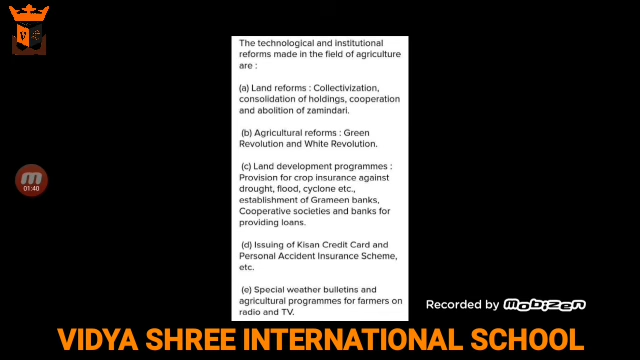 The technological and institutional
reforms made in the field of agriculture
are :
(a) Land reforms : Collectivization,
consolidation of holdings, cooperation
and abolition of zamindari.
(b) Agricultural reforms : Green
Revolution and White Revolution.
(c) Land development programmes :
Provision for crop insurance against
drought, flood, cyclone etc.,
establishment of Grameen banks,
Cooperative societies and banks for
providing loans.
(d) Issuing of Kisan Credit Card and
Personal Accident Insurance Scheme,
etc.
(e) Special weather bulletins and
agricultural programmes for farmers on
radio and TV.
01:40
Recorded by Mobizen
VIDYA SHREE INTERNATIONAL SCHOOL